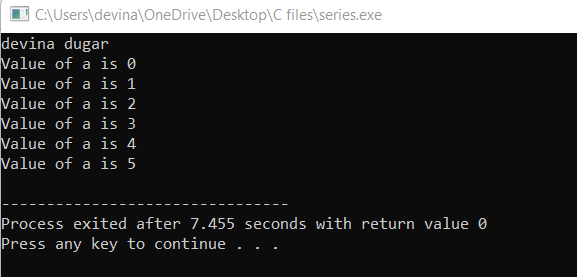 C:\Users\devina\OneDrive\Desktop\C files\series.exe
devina dugar
Value of a is 0
Value of a is 1
Value of a is 2
Value of a is 3
Value of a is 4
Value of a is 5
--------------------------------
Process exited after 7.455 seconds with return value 0
Press any key to continue . . .